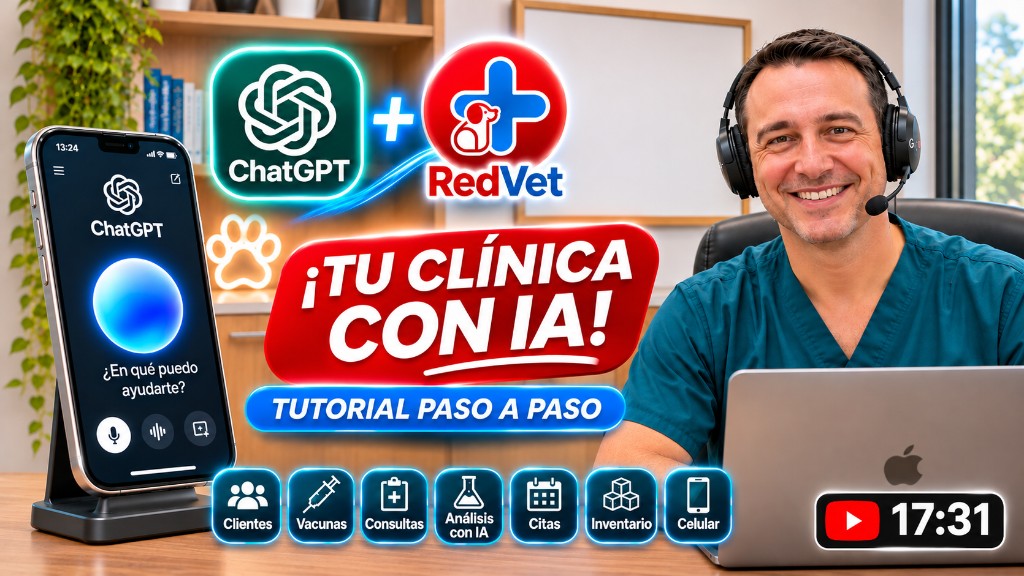 ChatGPT
+
RedVet
13:24
ChatGPT
¿En qué puedo
ayudarte?
¡TU CLÍNICA
CON IA!
TUTORIAL PASO A PASO
Clientes
Vacunas
Consultas
Análisis
con IA
Citas
Inventario
Celular
17:31